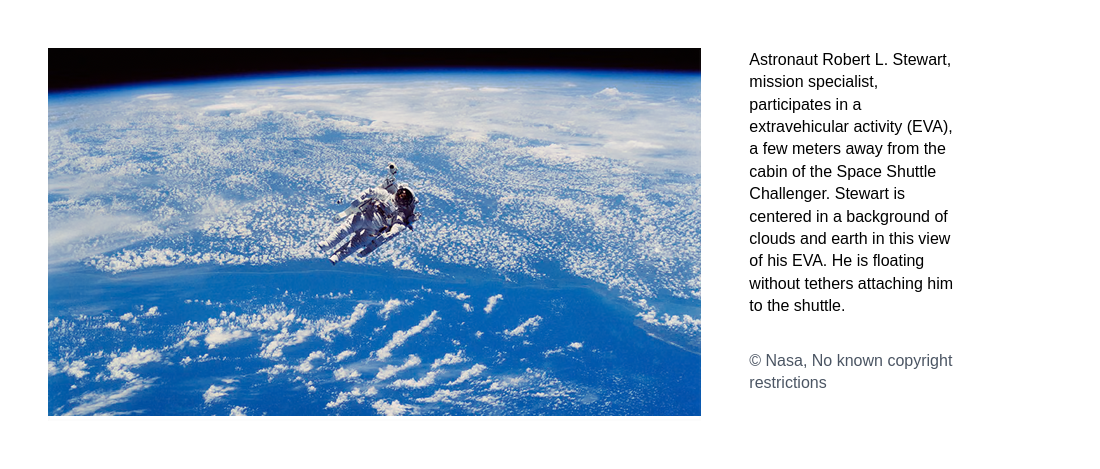 Astronaut Robert L. Stewart,
mission specialist,
participates in a
extravehicular activity (EVA),
a few meters away from the
cabin of the Space Shuttle
Challenger. Stewart is
centered in a background of
clouds and earth in this view
of his EVA. He is floating
without tethers attaching him
to the shuttle.
© Nasa, No known copyright
restrictions